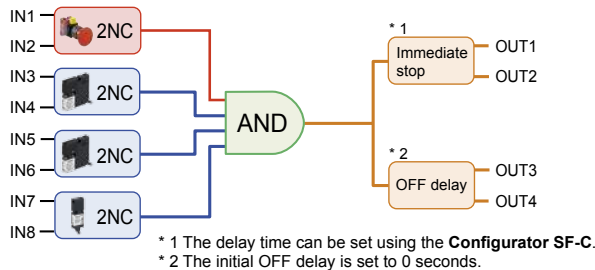 IN1
2NC
IN2
IN3
2NC
IN4
IN5
2NC
IN6
IN7
2NC
IN8
AND
* 1
Immediate
stop
OUT1
OUT2
* 2
OFF delay
OUT3
OUT4
* 1 The delay time can be set using the Configurator SF-C.
* 2 The initial OFF delay is set to 0 seconds.